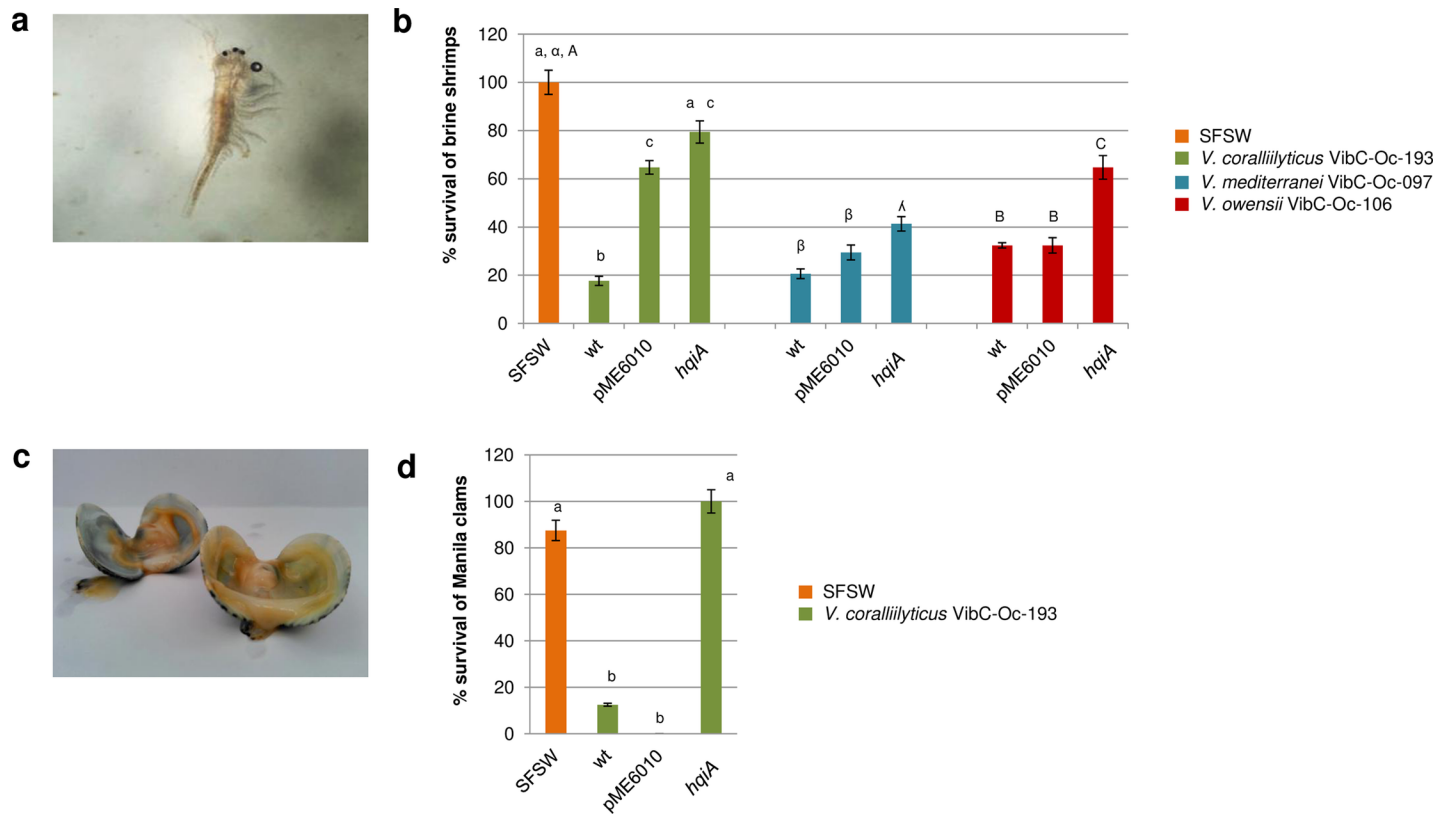 a
b
% survival of brine shrimps
120
100
80
60
40
20
0
a, α, A
b
c
a c
β
β
ʎ
B
B
C
SFSW
wt
pME6010
hqiA
wt
pME6010
hqiA
wt
pME6010
hqiA
SFSW
V. coralliilyticus VibC-Oc-193
V. mediterranei VibC-Oc-097
V. owensii VibC-Oc-106
c
d
% survival of Manila clams
120
100
80
60
40
20
0
a
b
b
a
SFSW
wt
pME6010
hqiA
SFSW
V. coralliilyticus VibC-Oc-193